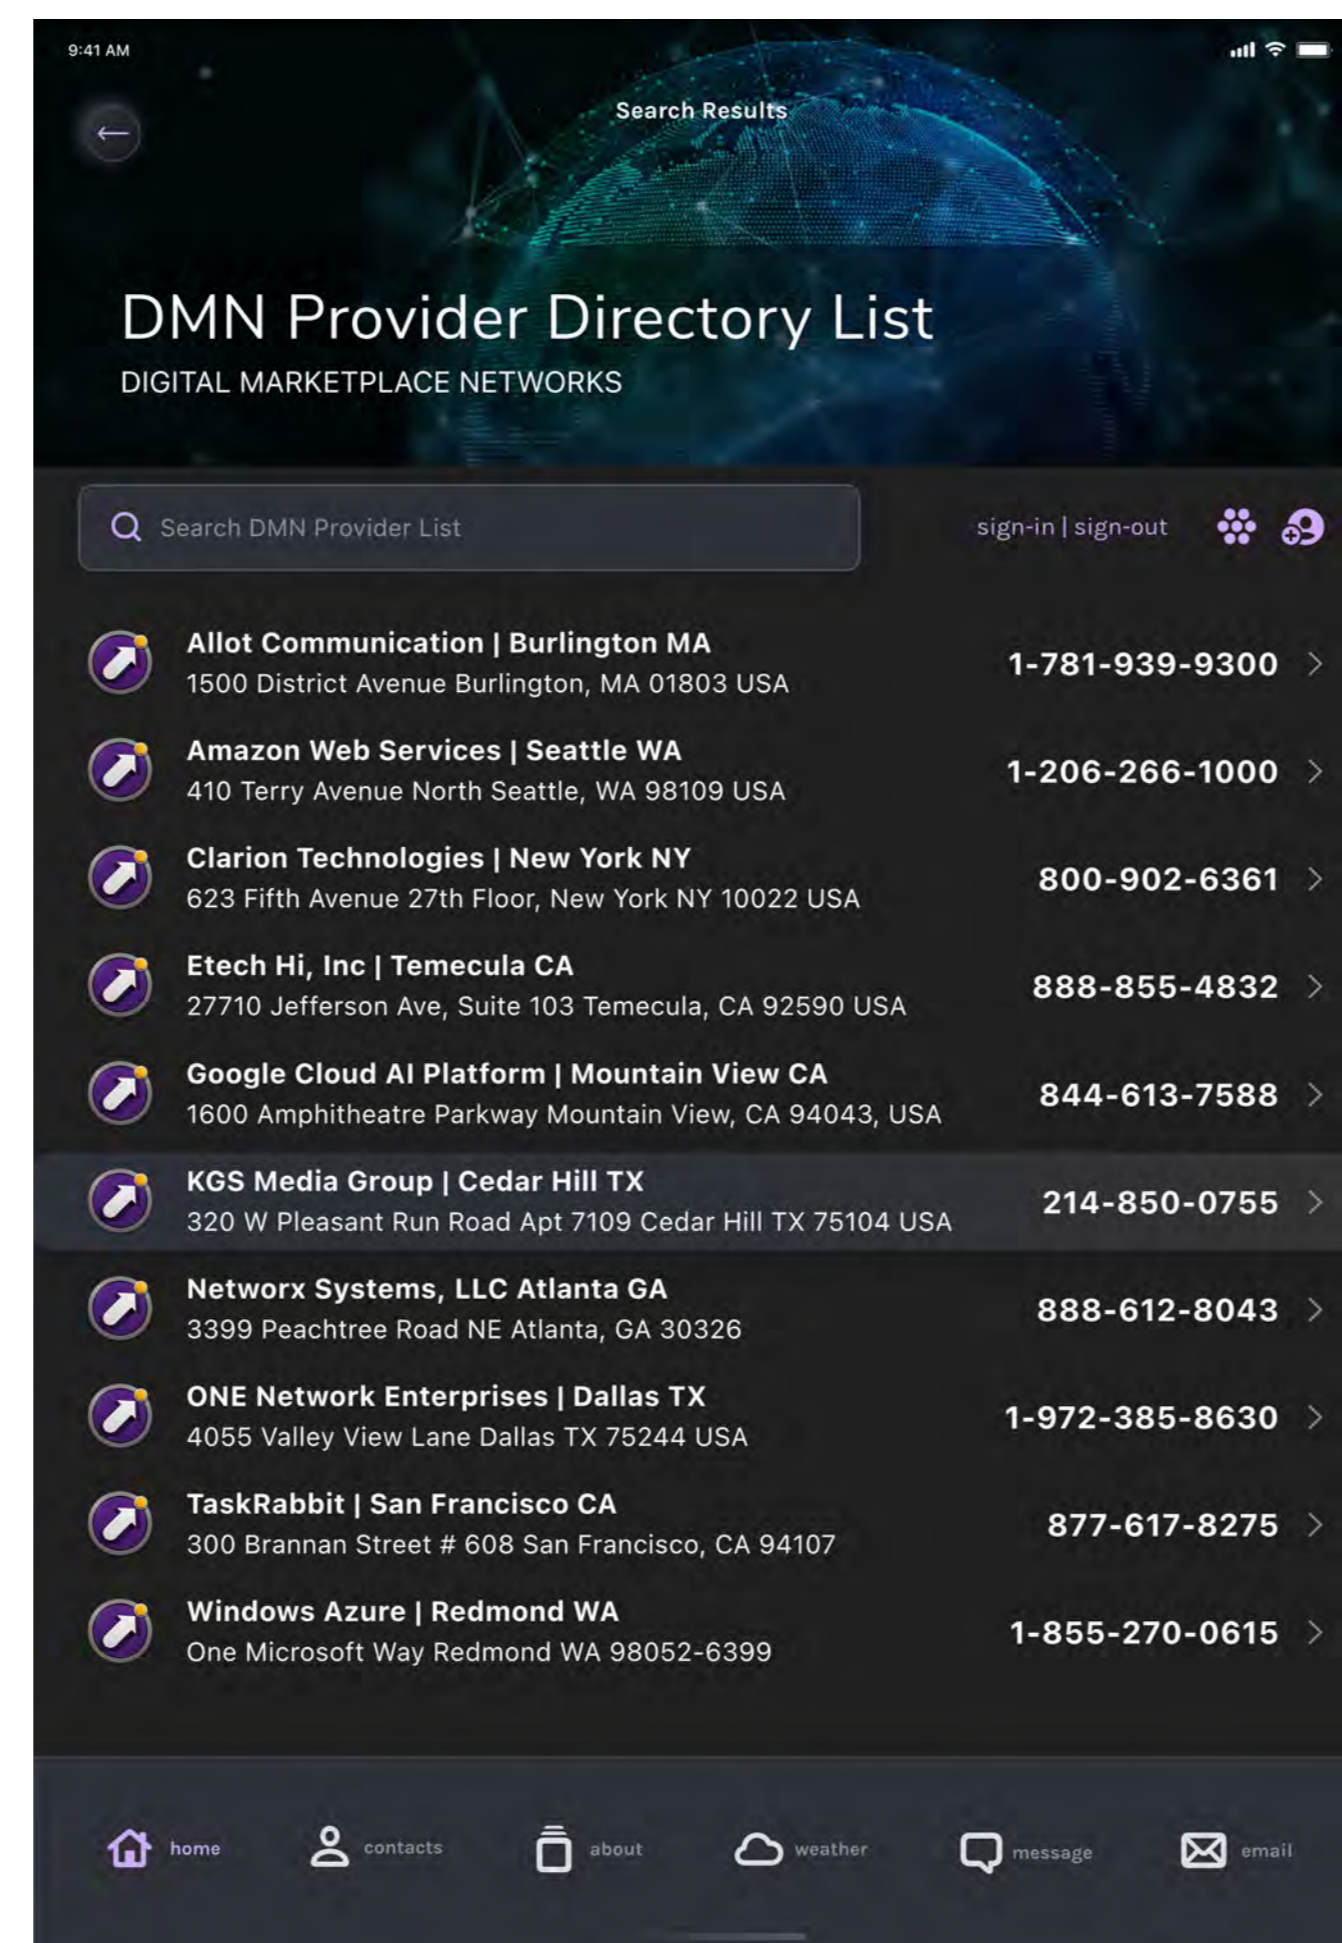 9:41 AM
Search Results
DMN Provider Directory List
DIGITAL MARKETPLACE NETWORKS
Search DMN Provider List
sign-in | sign-out
Allot Communication | Burlington MA
1500 District Avenue Burlington, MA 01803 USA
1-781-939-9300
Amazon Web Services | Seattle WA
410 Terry Avenue North Seattle, WA 98109 USA
1-206-266-1000
Clarion Technologies | New York NY
623 Fifth Avenue 27th Floor, New York NY 10022 USA
800-902-6361
Etech Hi, Inc | Temecula CA
27710 Jefferson Ave, Suite 103 Temecula, CA 92590 USA
888-855-4832
Google Cloud AI Platform | Mountain View CA
1600 Amphitheatre Parkway Mountain View, CA 94043, USA
844-613-7588
KGS Media Group | Cedar Hill TX
320 W Pleasant Run Road Apt 7109 Cedar Hill TX 75104 USA
214-850-0755
Networx Systems, LLC Atlanta GA
3399 Peachtree Road NE Atlanta, GA 30326
888-612-8043
ONE Network Enterprises | Dallas TX
4055 Valley View Lane Dallas TX 75244 USA
1-972-385-8630
TaskRabbit | San Francisco CA
300 Brannan Street # 608 San Francisco, CA 94107
877-617-8275
Windows Azure | Redmond WA
One Microsoft Way Redmond WA 98052-6399
1-855-270-0615
home
contacts
about
weather
message
email